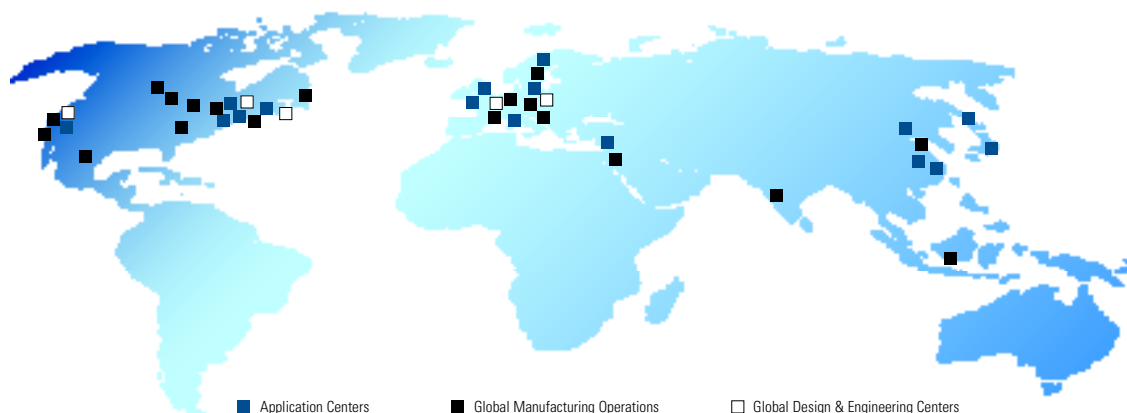 Application Centers
Global Manufacturing Operations
Global Design & Engineering Centers